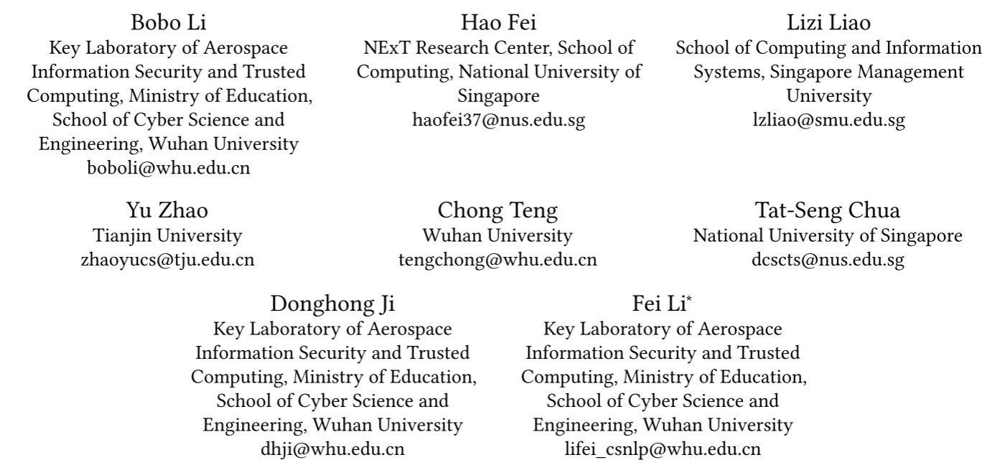 Bobo Li
Key Laboratory of Aerospace
Information Security and Trusted
Computing, Ministry of Education,
School of Cyber Science and
Engineering, Wuhan University
boboli@whu.edu.cn
Hao Fei
NExT Research Center, School of
Computing, National University of
Singapore
haofei37@nus.edu.sg
Lizi Liao
School of Computing and Information
Systems, Singapore Management
University
lzliao@smu.edu.sg
Yu Zhao
Tianjin University
zhaoyucs@tju.edu.cn
Chong Teng
Wuhan University
tengchong@whu.edu.cn
Tat-Seng Chua
National University of Singapore
dcscts@nus.edu.sg
Donghong Ji
Key Laboratory of Aerospace
Information Security and Trusted
Computing, Ministry of Education,
School of Cyber Science and
Engineering, Wuhan University
dhji@whu.edu.cn
Fei Li*
Key Laboratory of Aerospace
Information Security and Trusted
Computing, Ministry of Education,
School of Cyber Science and
Engineering, Wuhan University
lifei_csnlp@whu.edu.cn